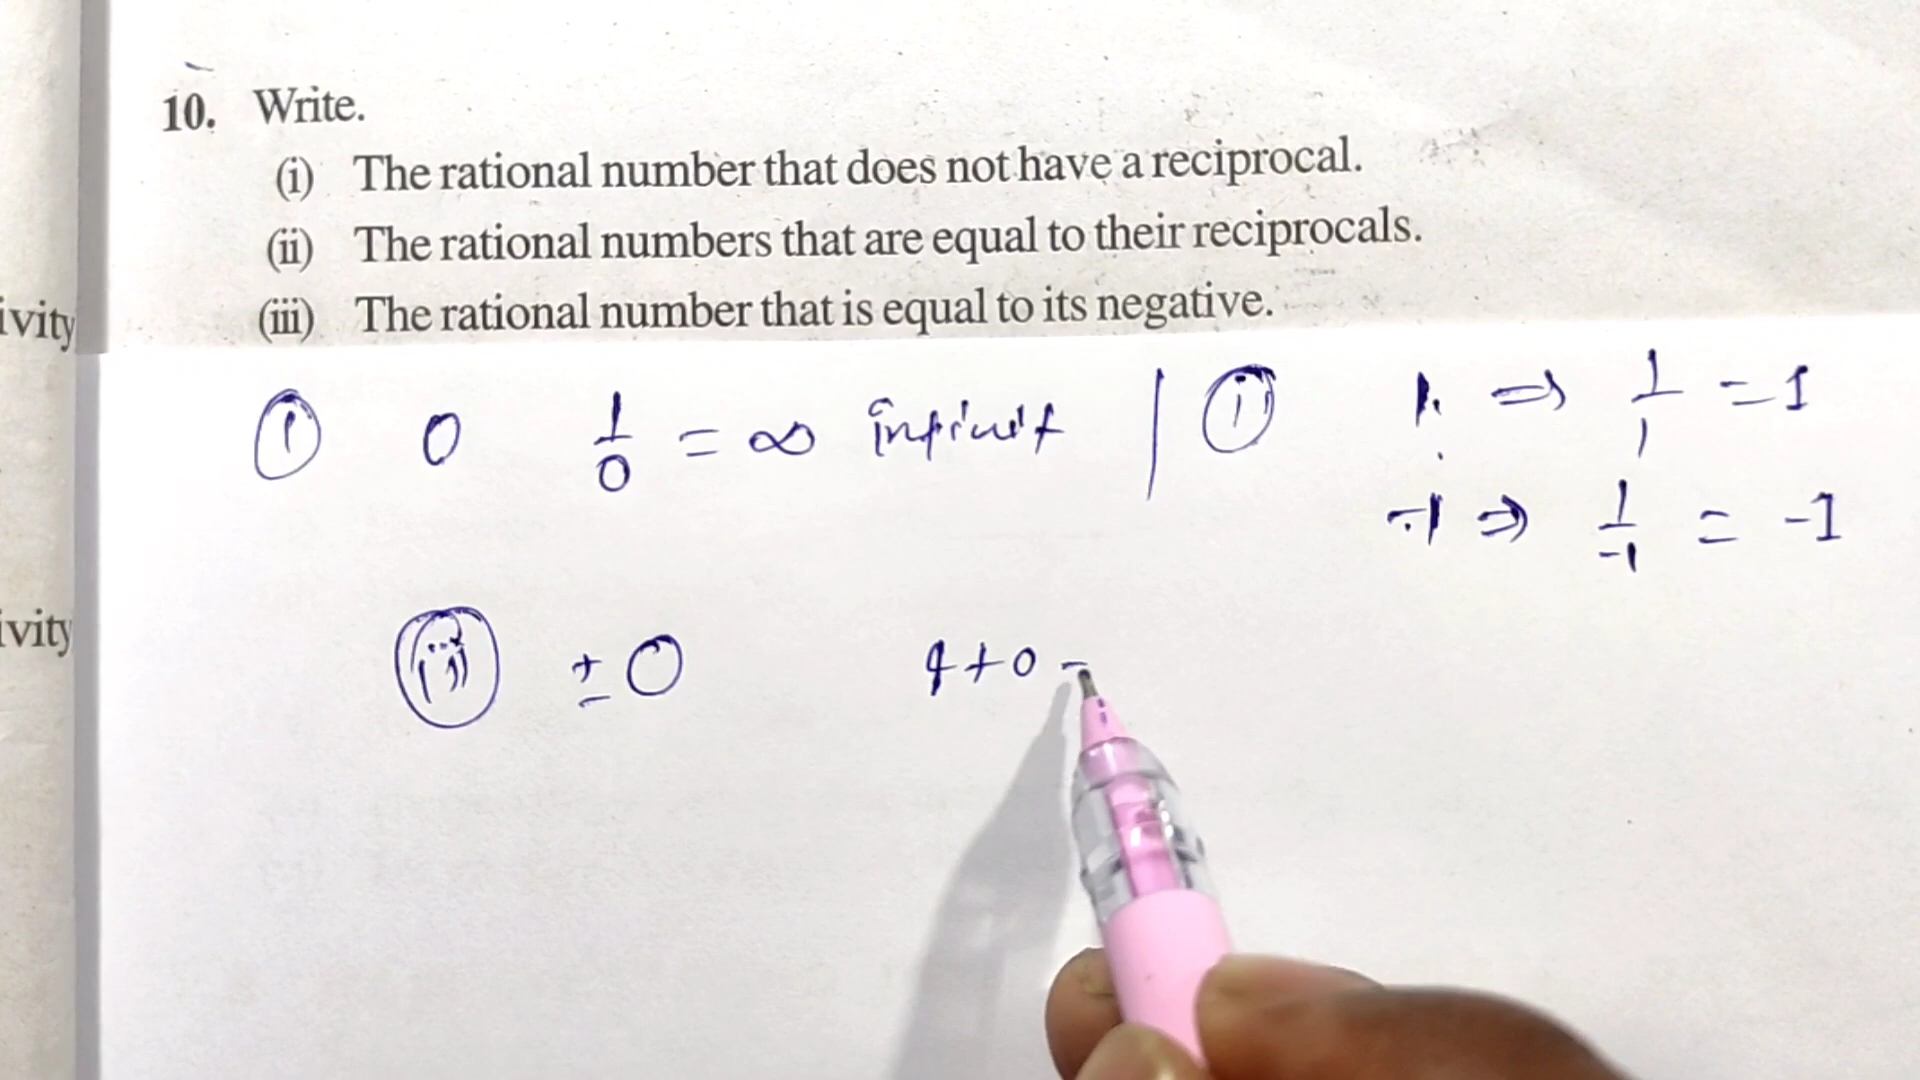 10. Write.
(i) The rational number that does not have a reciprocal.
(ii) The rational numbers that are equal to their reciprocals.
(iii) The rational number that is equal to its negative.
ivity
(i) 0 1/0 = ∞ | (ii) 1. ⇒ 1/1 = 1
-1 ⇒ 1/-1 = -1
ivity
(iii) ± 0 4+0 =